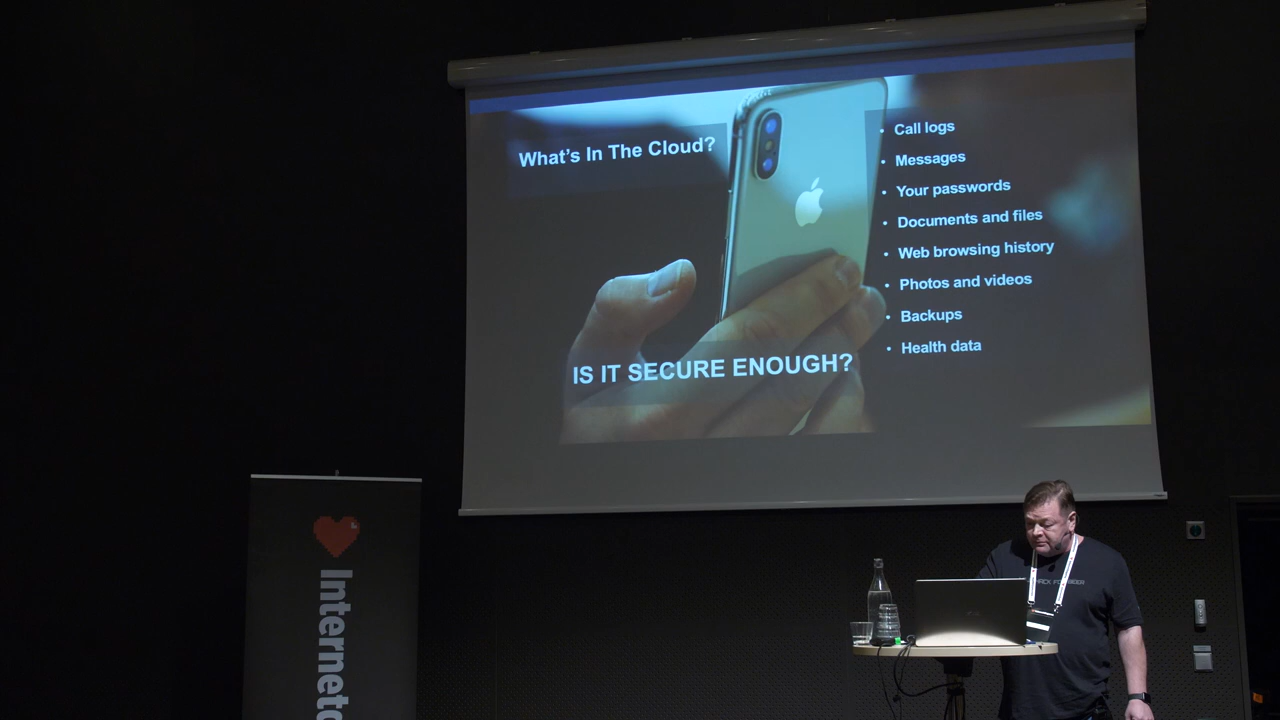 What's In The Cloud?
• Call logs
• Messages
• Your passwords
• Documents and files
• Web browsing history
• Photos and videos
• Backups
• Health data
IS IT SECURE ENOUGH?
Internetd